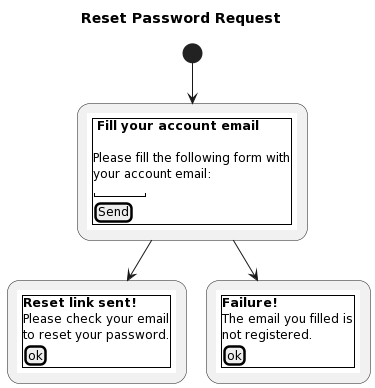 Reset Password Request
Fill your account email
Please fill the following form with
your account email:
Send
Reset link sent!
Please check your email
to reset your password.
ok
Failure!
The email you filled is
not registered.
ok